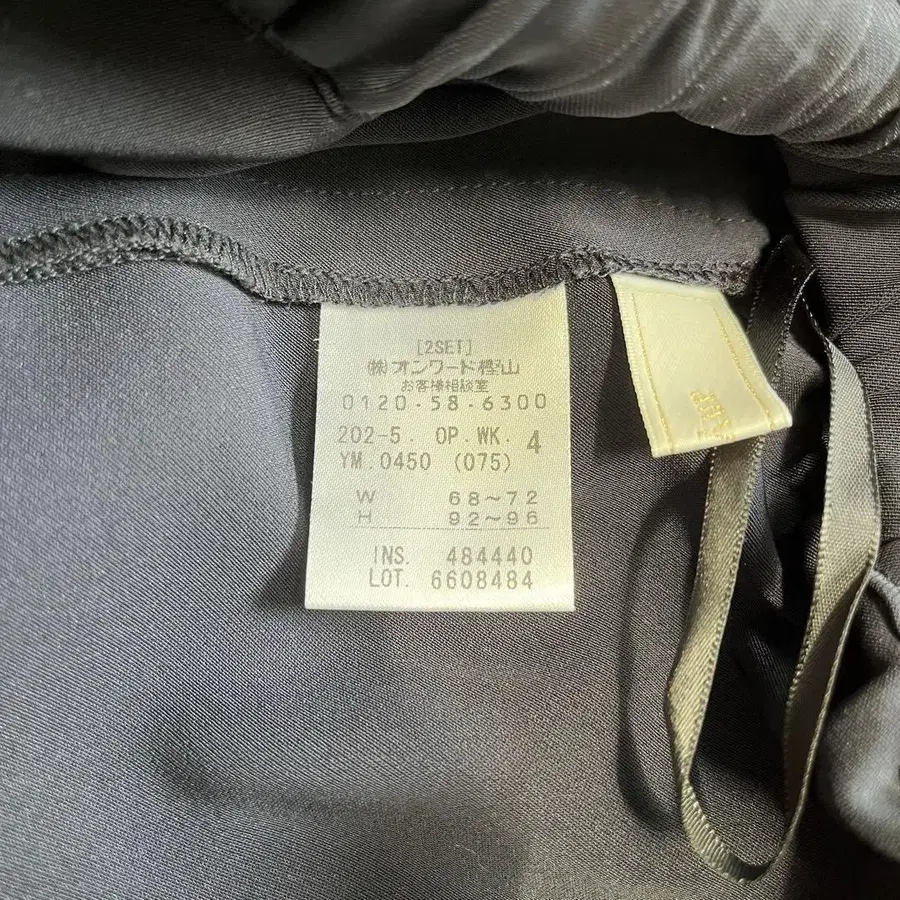 [2SET]
㈱オンワード樫山
お客様相談室
0120・58・6300
202-5. OP.WK. 4
YM.0450 (075)
W 68～72
H 92～96
INS. 484440
LOT. 6608484